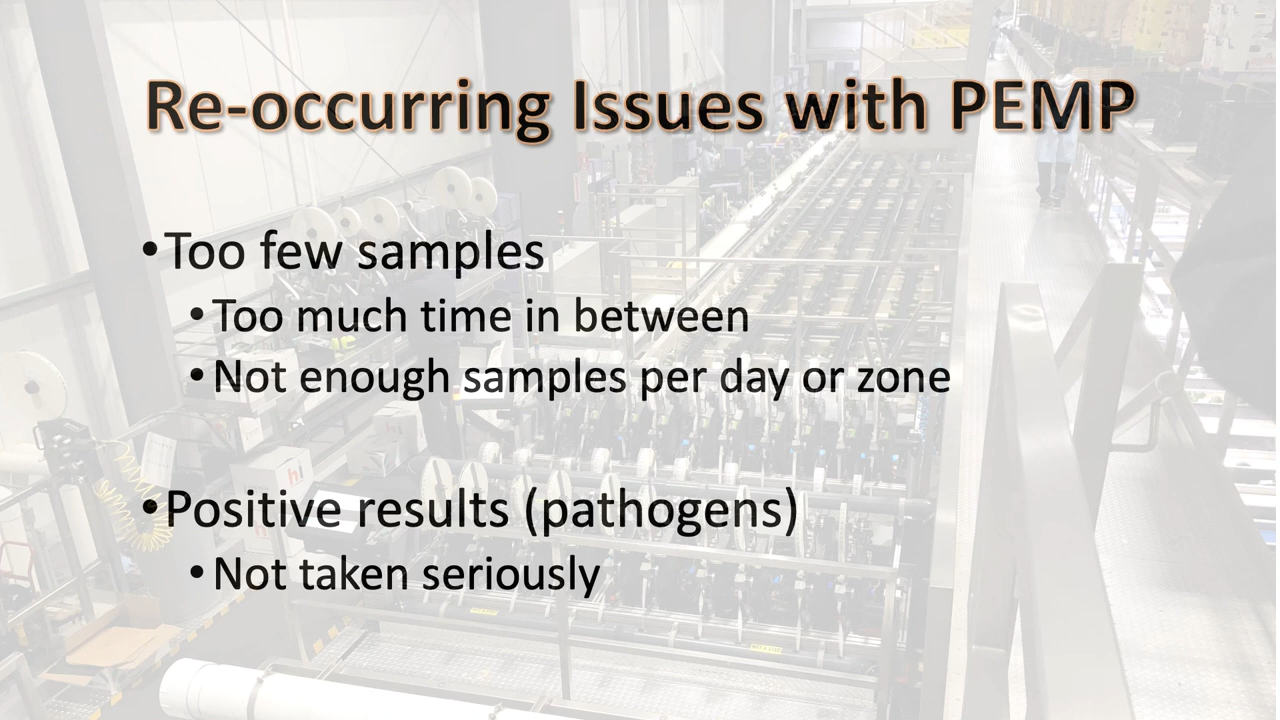 Re-occurring Issues with PEMP
•Too few samples
•Too much time in between
•Not enough samples per day or zone
•Positive results (pathogens)
•Not taken seriously